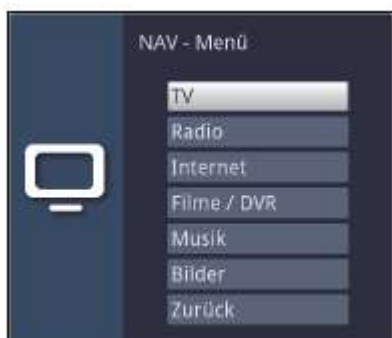 NAV - Menü
TV
Radio
Internet
Filme / DVR
Musik
Bilder
Zurück